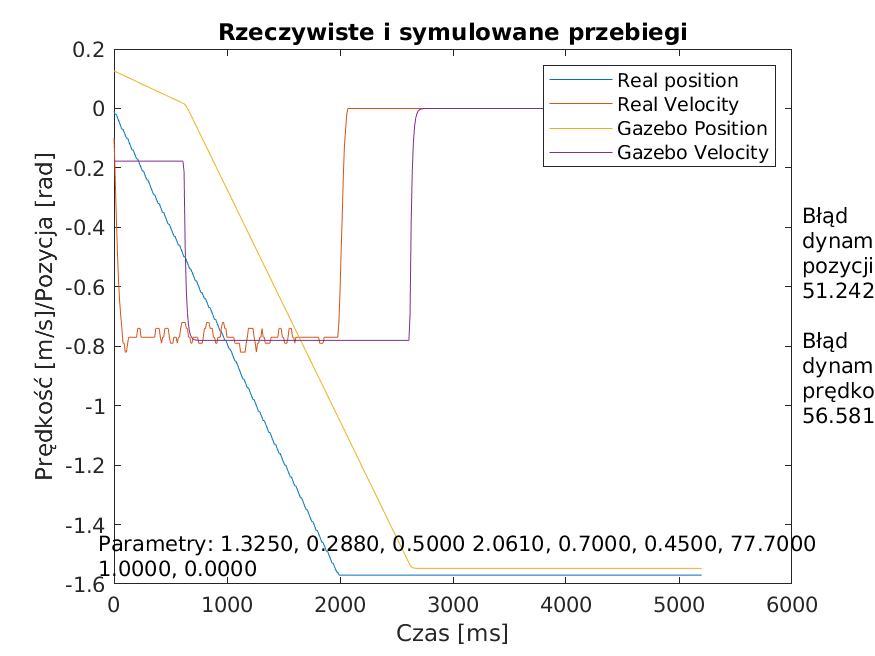 Rzeczywiste i symulowane przebiegi
Prędkość [m/s]/Pozycja [rad]
0.2
0
-0.2
-0.4
-0.6
-0.8
-1
-1.2
-1.4
-1.6
Real position
Real Velocity
Gazebo Position
Gazebo Velocity
Błąd
dynam
pozycji
51.242
Błąd
dynam
prędko
56.581
Parametry: 1.3250, 0.2880, 0.5000 2.0610, 0.7000, 0.4500, 77.7000
1.0000, 0.0000
0 1000 2000 3000 4000 5000 6000
Czas [ms]